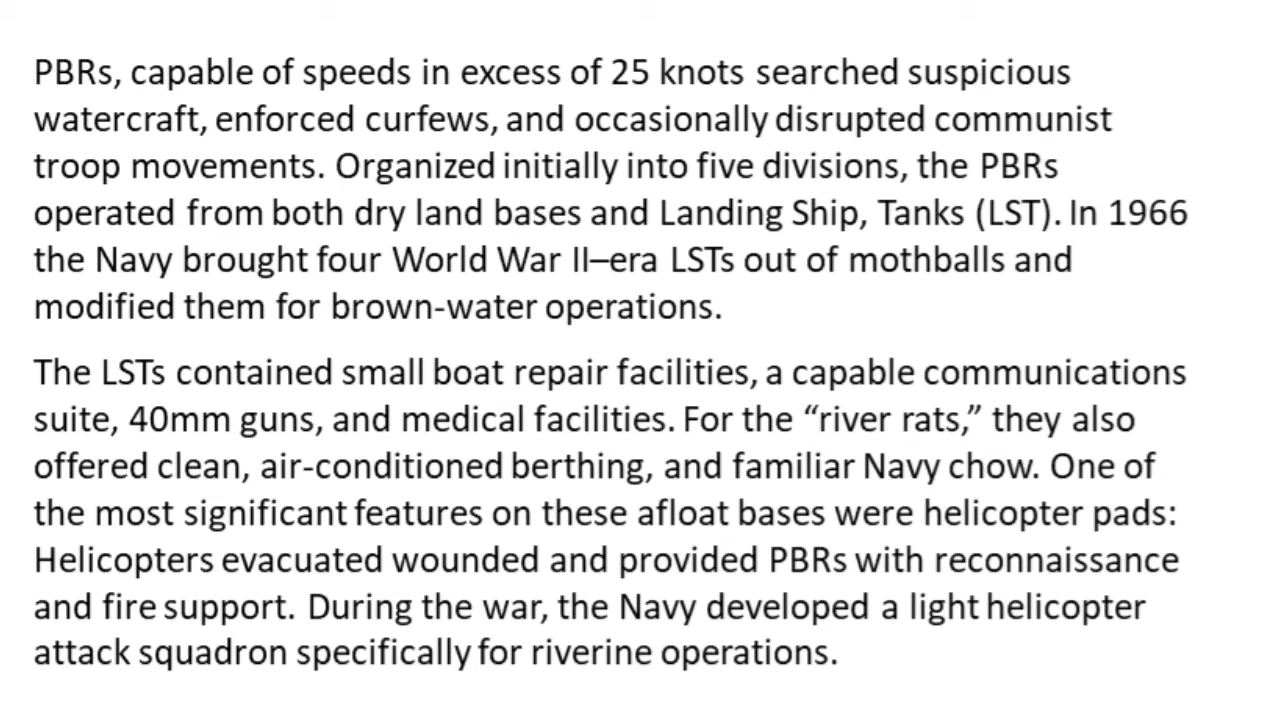 PBRs, capable of speeds in excess of 25 knots searched suspicious
watercraft, enforced curfews, and occasionally disrupted communist
troop movements. Organized initially into five divisions, the PBRs
operated from both dry land bases and Landing Ship, Tanks (LST). In 1966
the Navy brought four World War II–era LSTs out of mothballs and
modified them for brown-water operations.
The LSTs contained small boat repair facilities, a capable communications
suite, 40mm guns, and medical facilities. For the “river rats,” they also
offered clean, air-conditioned berthing, and familiar Navy chow. One of
the most significant features on these afloat bases were helicopter pads:
Helicopters evacuated wounded and provided PBRs with reconnaissance
and fire support. During the war, the Navy developed a light helicopter
attack squadron specifically for riverine operations.